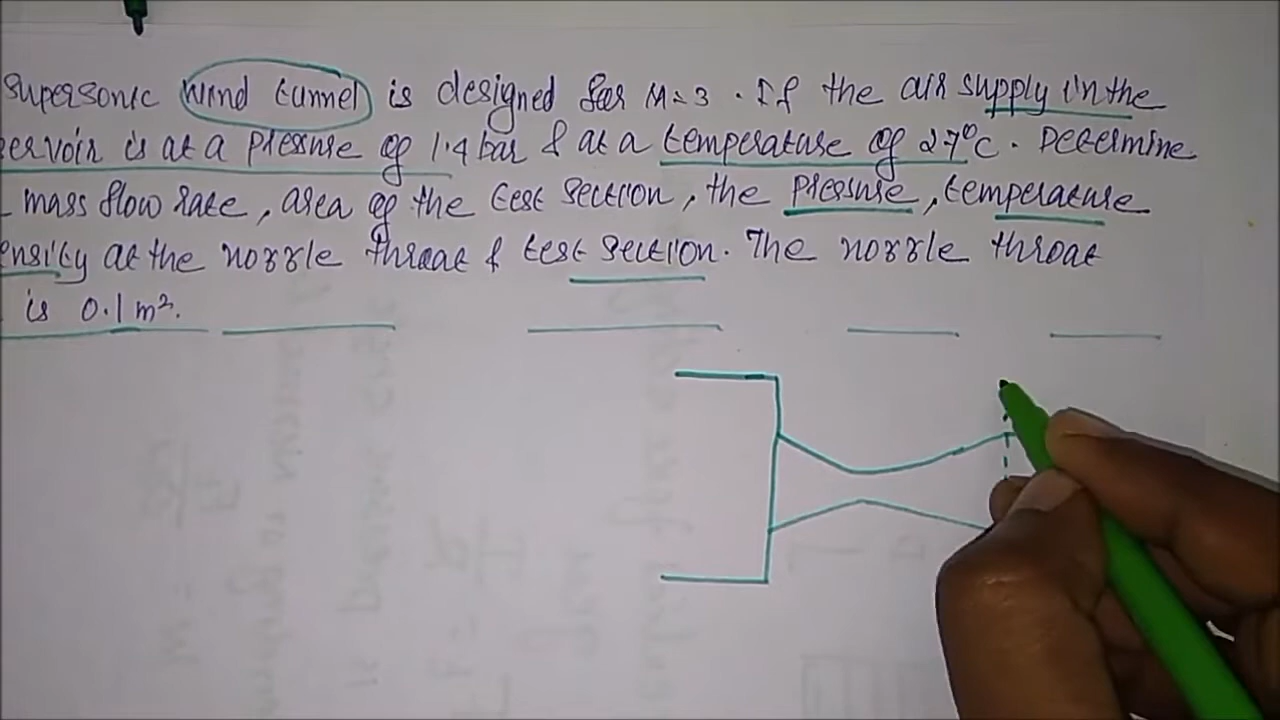 supersonic wind tunnel is designed for M = 3 . If the air supply in the
ervoir is at a pressure of 1.4 bar & at a temperature of 27°C . Determine
mass flow rate , area of the test section , the pressure , temperature
ensity at the nozzle throat & test section . The nozzle throat
is 0.1 m².